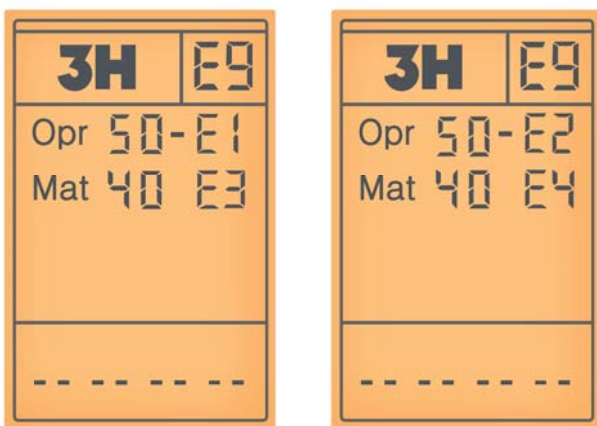 3H E9
Opr 50-E1
Mat 40 E3
-- -- -- --
3H E9
Opr 50-E2
Mat 40 E4
-- -- -- --